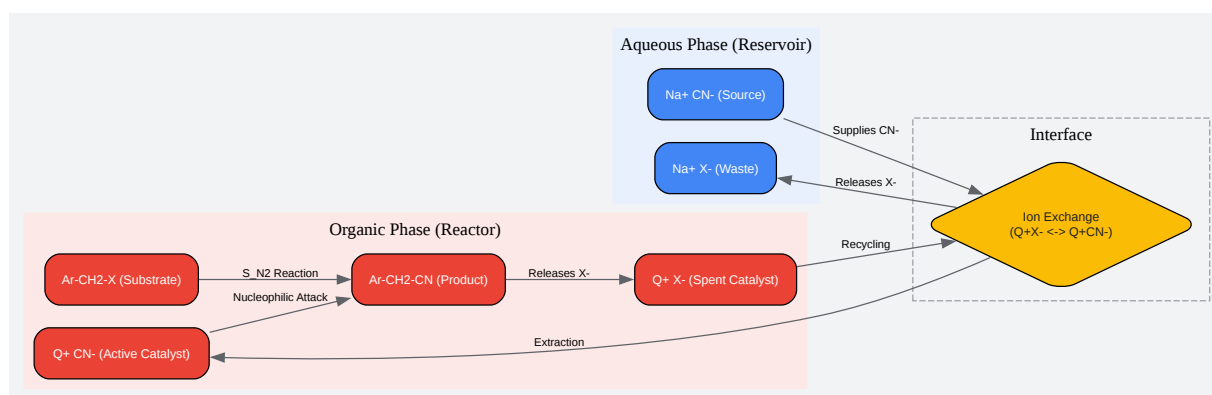 Aqueous Phase (Reservoir)
Na+ CN- (Source)
Supplies CN-
Interface
Na+ X- (Waste)
Releases X-
Ion Exchange
(Q+X- <-> Q+CN-)
Organic Phase (Reactor)
Recycling
Ar-CH2-X (Substrate)
S_N2 Reaction
Ar-CH2-CN (Product)
Releases X-
Q+ X- (Spent Catalyst)
Nucleophilic Attack
Q+ CN- (Active Catalyst)
Extraction